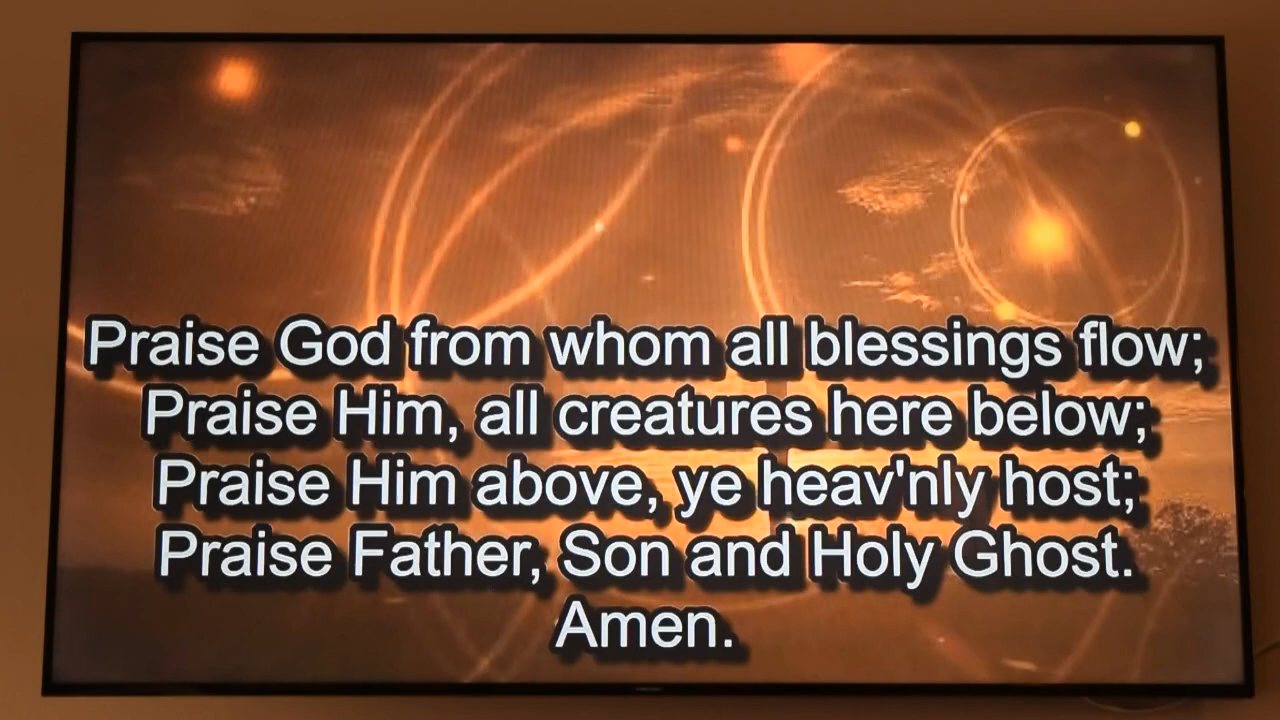 Praise God from whom all blessings flow;
Praise Him, all creatures here below;
Praise Him above, ye heav'nly host;
Praise Father, Son and Holy Ghost.
Amen.